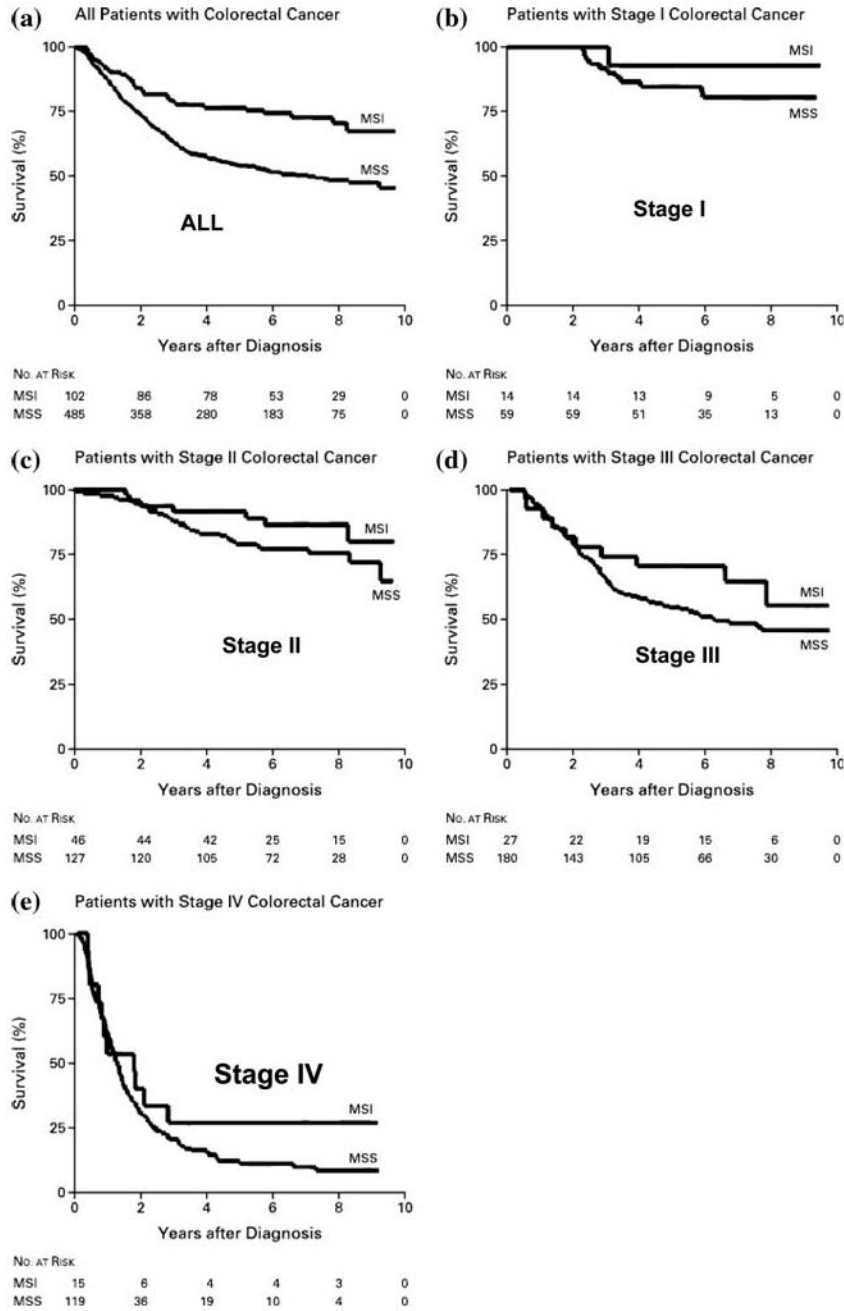 (a) All Patients with Colorectal Cancer
100
75
50
25
0
Survival (%)
MSI
MSS
ALL
0 2 4 6 8 10
Years after Diagnosis
NO. AT RISK
MSI 102 86 78 53 29 0
MSS 485 358 280 183 75 0
(b) Patients with Stage I Colorectal Cancer
100
75
50
25
0
Survival (%)
MSI
MSS
Stage I
0 2 4 6 8 10
Years after Diagnosis
NO. AT RISK
MSI 14 14 13 9 5 0
MSS 59 59 51 35 13 0
(c) Patients with Stage II Colorectal Cancer
100
75
50
25
0
Survival (%)
MSI
MSS
Stage II
0 2 4 6 8 10
Years after Diagnosis
NO. AT RISK
MSI 46 44 42 25 15 0
MSS 127 120 105 72 28 0
(d) Patients with Stage III Colorectal Cancer
100
75
50
25
0
Survival (%)
MSI
MSS
Stage III
0 2 4 6 8 10
Years after Diagnosis
NO. AT RISK
MSI 27 22 19 15 6 0
MSS 180 143 105 66 30 0
(e) Patients with Stage IV Colorectal Cancer
100
75
50
25
0
Survival (%)
Stage IV
MSI
MSS
0 2 4 6 8 10
Years after Diagnosis
NO. AT RISK
MSI 15 6 4 4 3 0
MSS 119 36 19 10 4 0